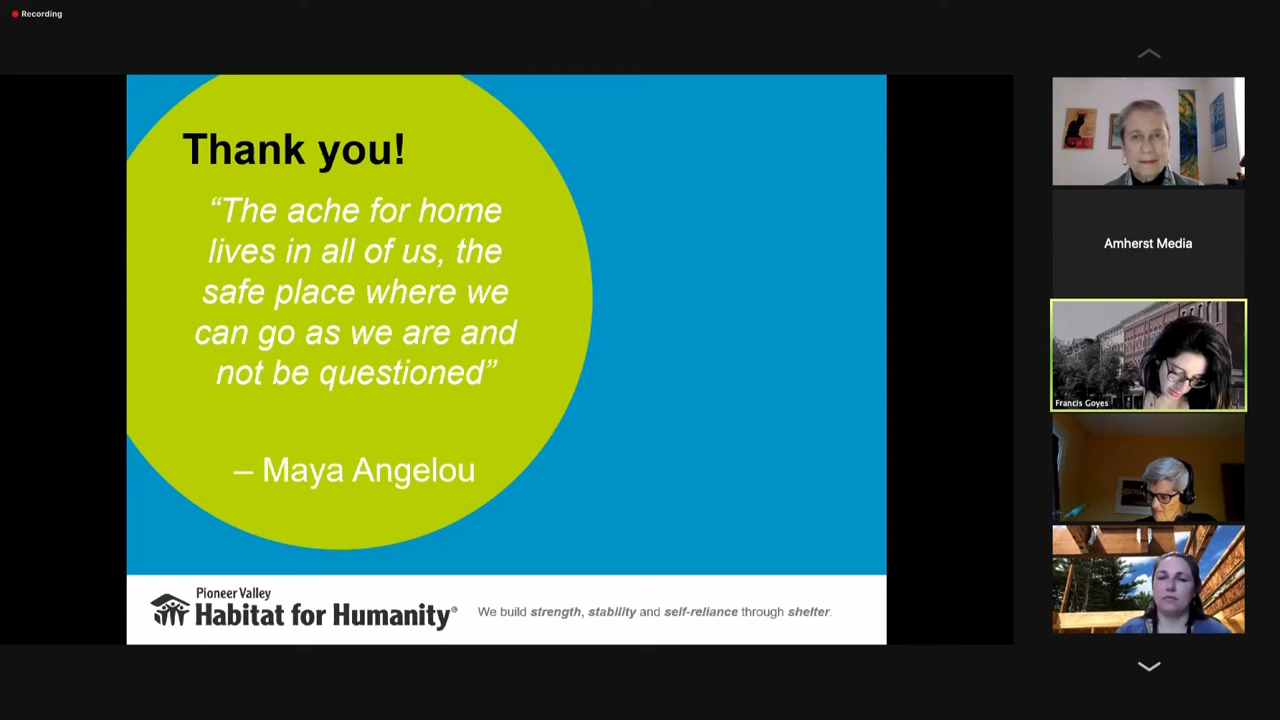 Recording
Thank you!
“The ache for home
lives in all of us, the
safe place where we
can go as we are and
not be questioned”
– Maya Angelou
Pioneer Valley
Habitat for Humanity®
We build strength, stability and self-reliance through shelter.
Amherst Media
Francis Goyes